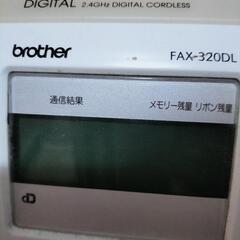 DIGITAL 2.4GHz DIGITAL CORDLESS
brother FAX-320DL
通信結果 メモリー残量 リボン残量